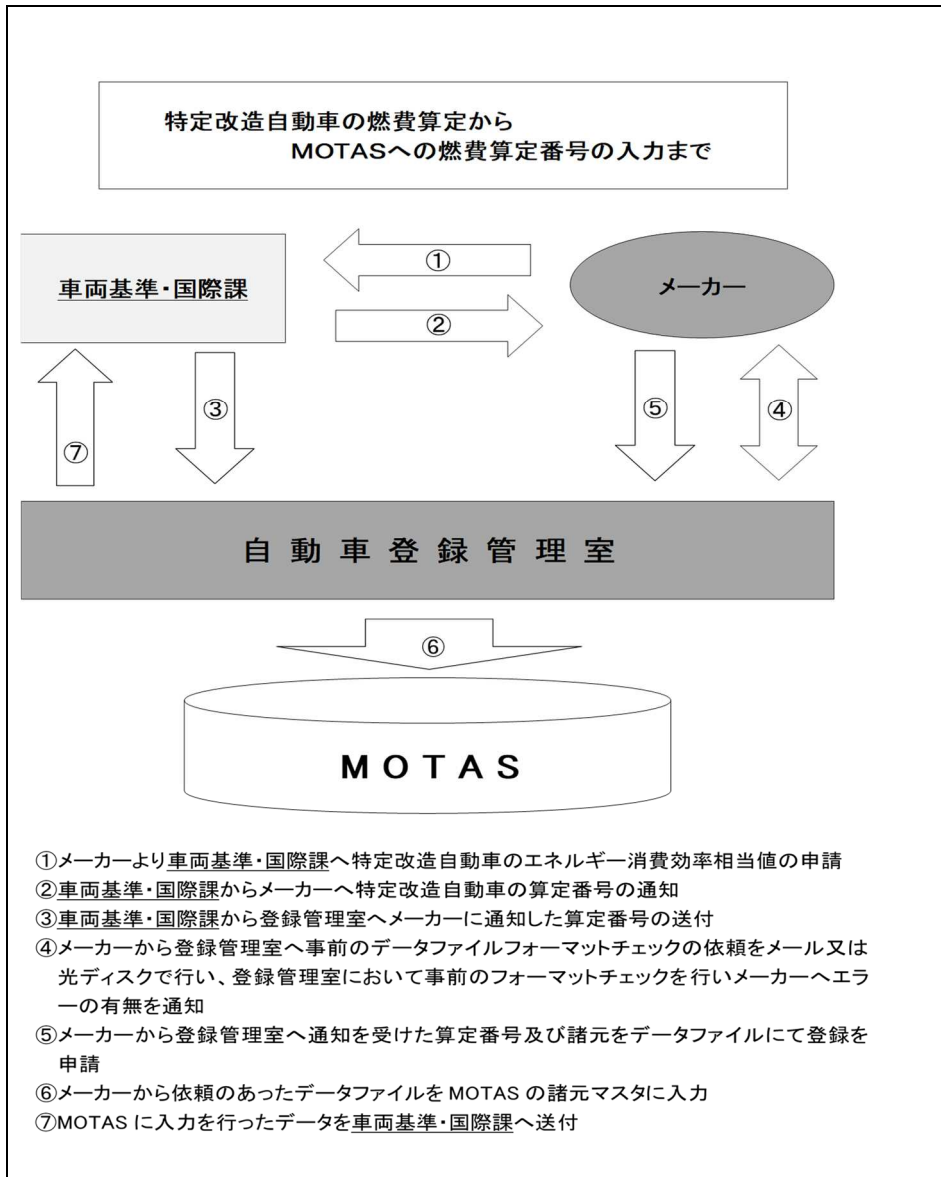 特定改造自動車の燃費算定から
MOTASへの燃費算定番号の入力まで
車両基準・国際課
①
メーカー
②
③
⑤
④
⑦
自動車登録管理室
⑥
MOTAS
①メーカーより車両基準・国際課へ特定改造自動車のエネルギー消費効率相当値の申請
②車両基準・国際課からメーカーへ特定改造自動車の算定番号の通知
③車両基準・国際課から登録管理室へメーカーに通知した算定番号の送付
④メーカーから登録管理室へ事前のデータファイルフォーマットチェックの依頼をメール又は
光ディスクで行い、登録管理室において事前のフォーマットチェックを行いメーカーへエラ
ーの有無を通知
⑤メーカーから登録管理室へ通知を受けた算定番号及び諸元をデータファイルにて登録を
申請
⑥メーカーから依頼のあったデータファイルを MOTAS の諸元マスタに入力
⑦MOTAS に入力を行ったデータを車両基準・国際課へ送付